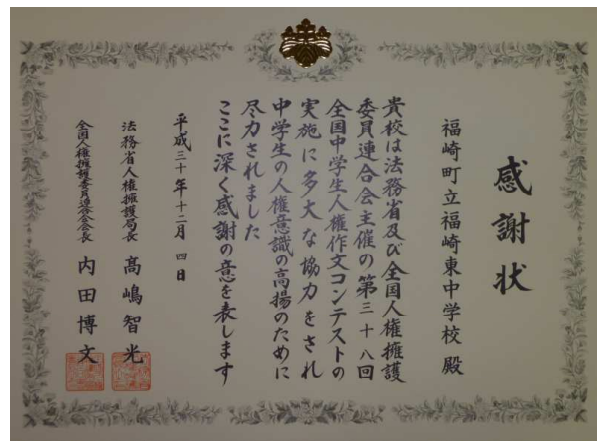 感謝状
福崎町立福崎東中学校 殿
貴校は法務省及び全国人権擁護
委員連合会主催の第三十八回
全国中学生人権作文コンテストの
実施に多大な協力をされ
中学生の人権意識の高揚のために
尽力されました
ここに深く感謝の意を表します
平成三十年十二月 四日
法務省人権擁護局長 高嶋智光
全国人権擁護委員連合会会長 内田博文